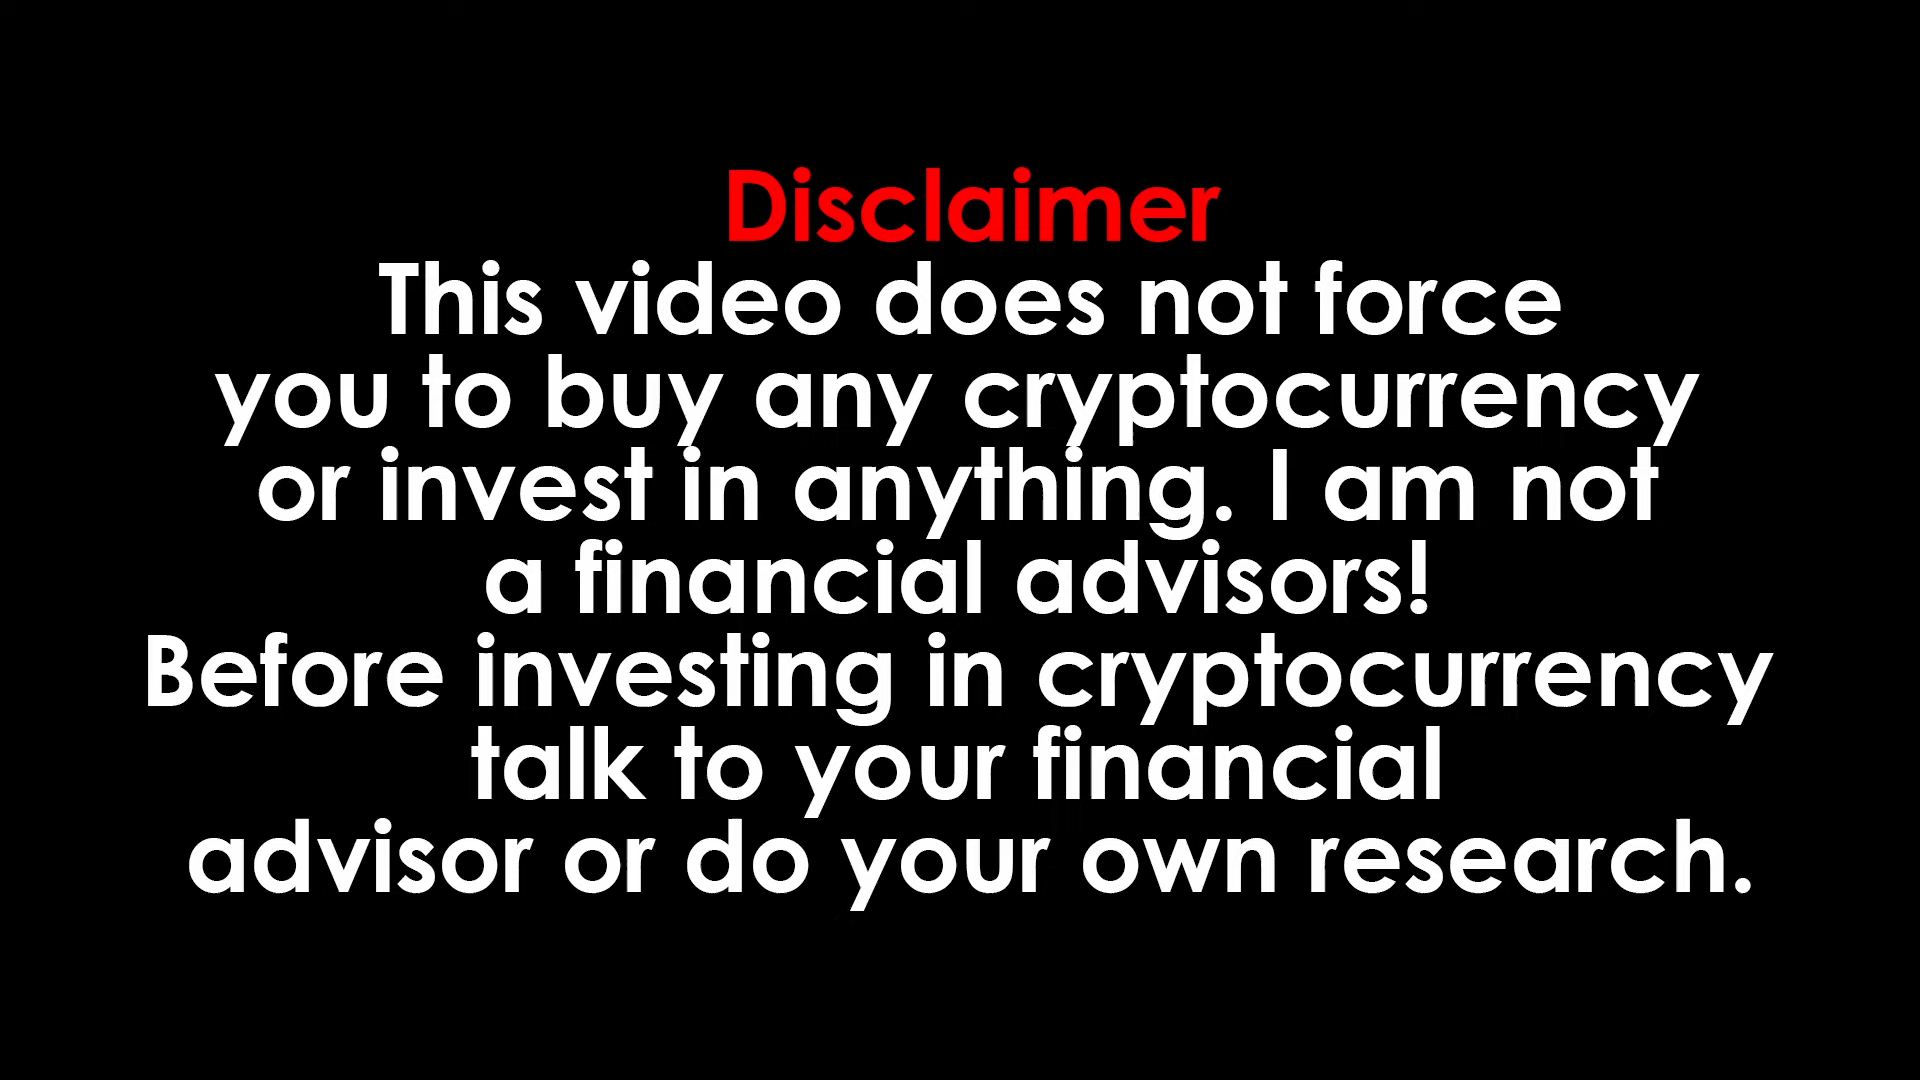 Disclaimer
This video does not force
you to buy any cryptocurrency
or invest in anything. I am not
a financial advisors!
Before investing in cryptocurrency
talk to your financial
advisor or do your own research.